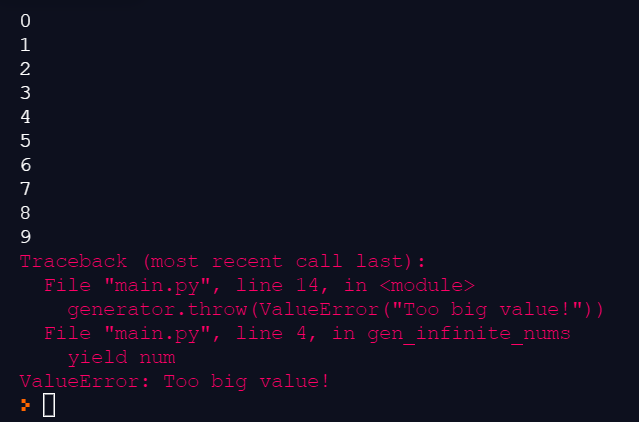 0
1
2
3
4
5
6
7
8
9
Traceback (most recent call last):
  File "main.py", line 14, in <module>
    generator.throw(ValueError("Too big value!"))
  File "main.py", line 4, in gen_infinite_nums
    yield num
ValueError: Too big value!